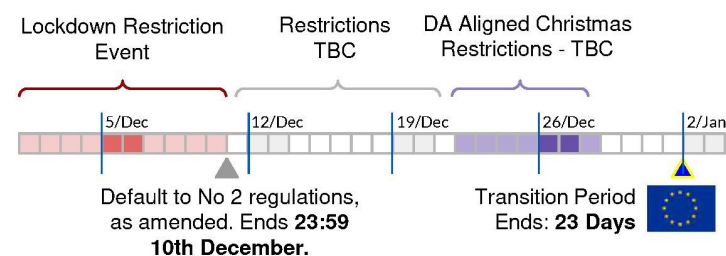 Lockdown Restriction
Event
Restrictions
TBC
DA Aligned Christmas
Restrictions - TBC
5/Dec
12/Dec
19/Dec
26/Dec
2/Jan
Default to No 2 regulations,
as amended. Ends 23:59
10th December.
Transition Period
Ends: 23 Days